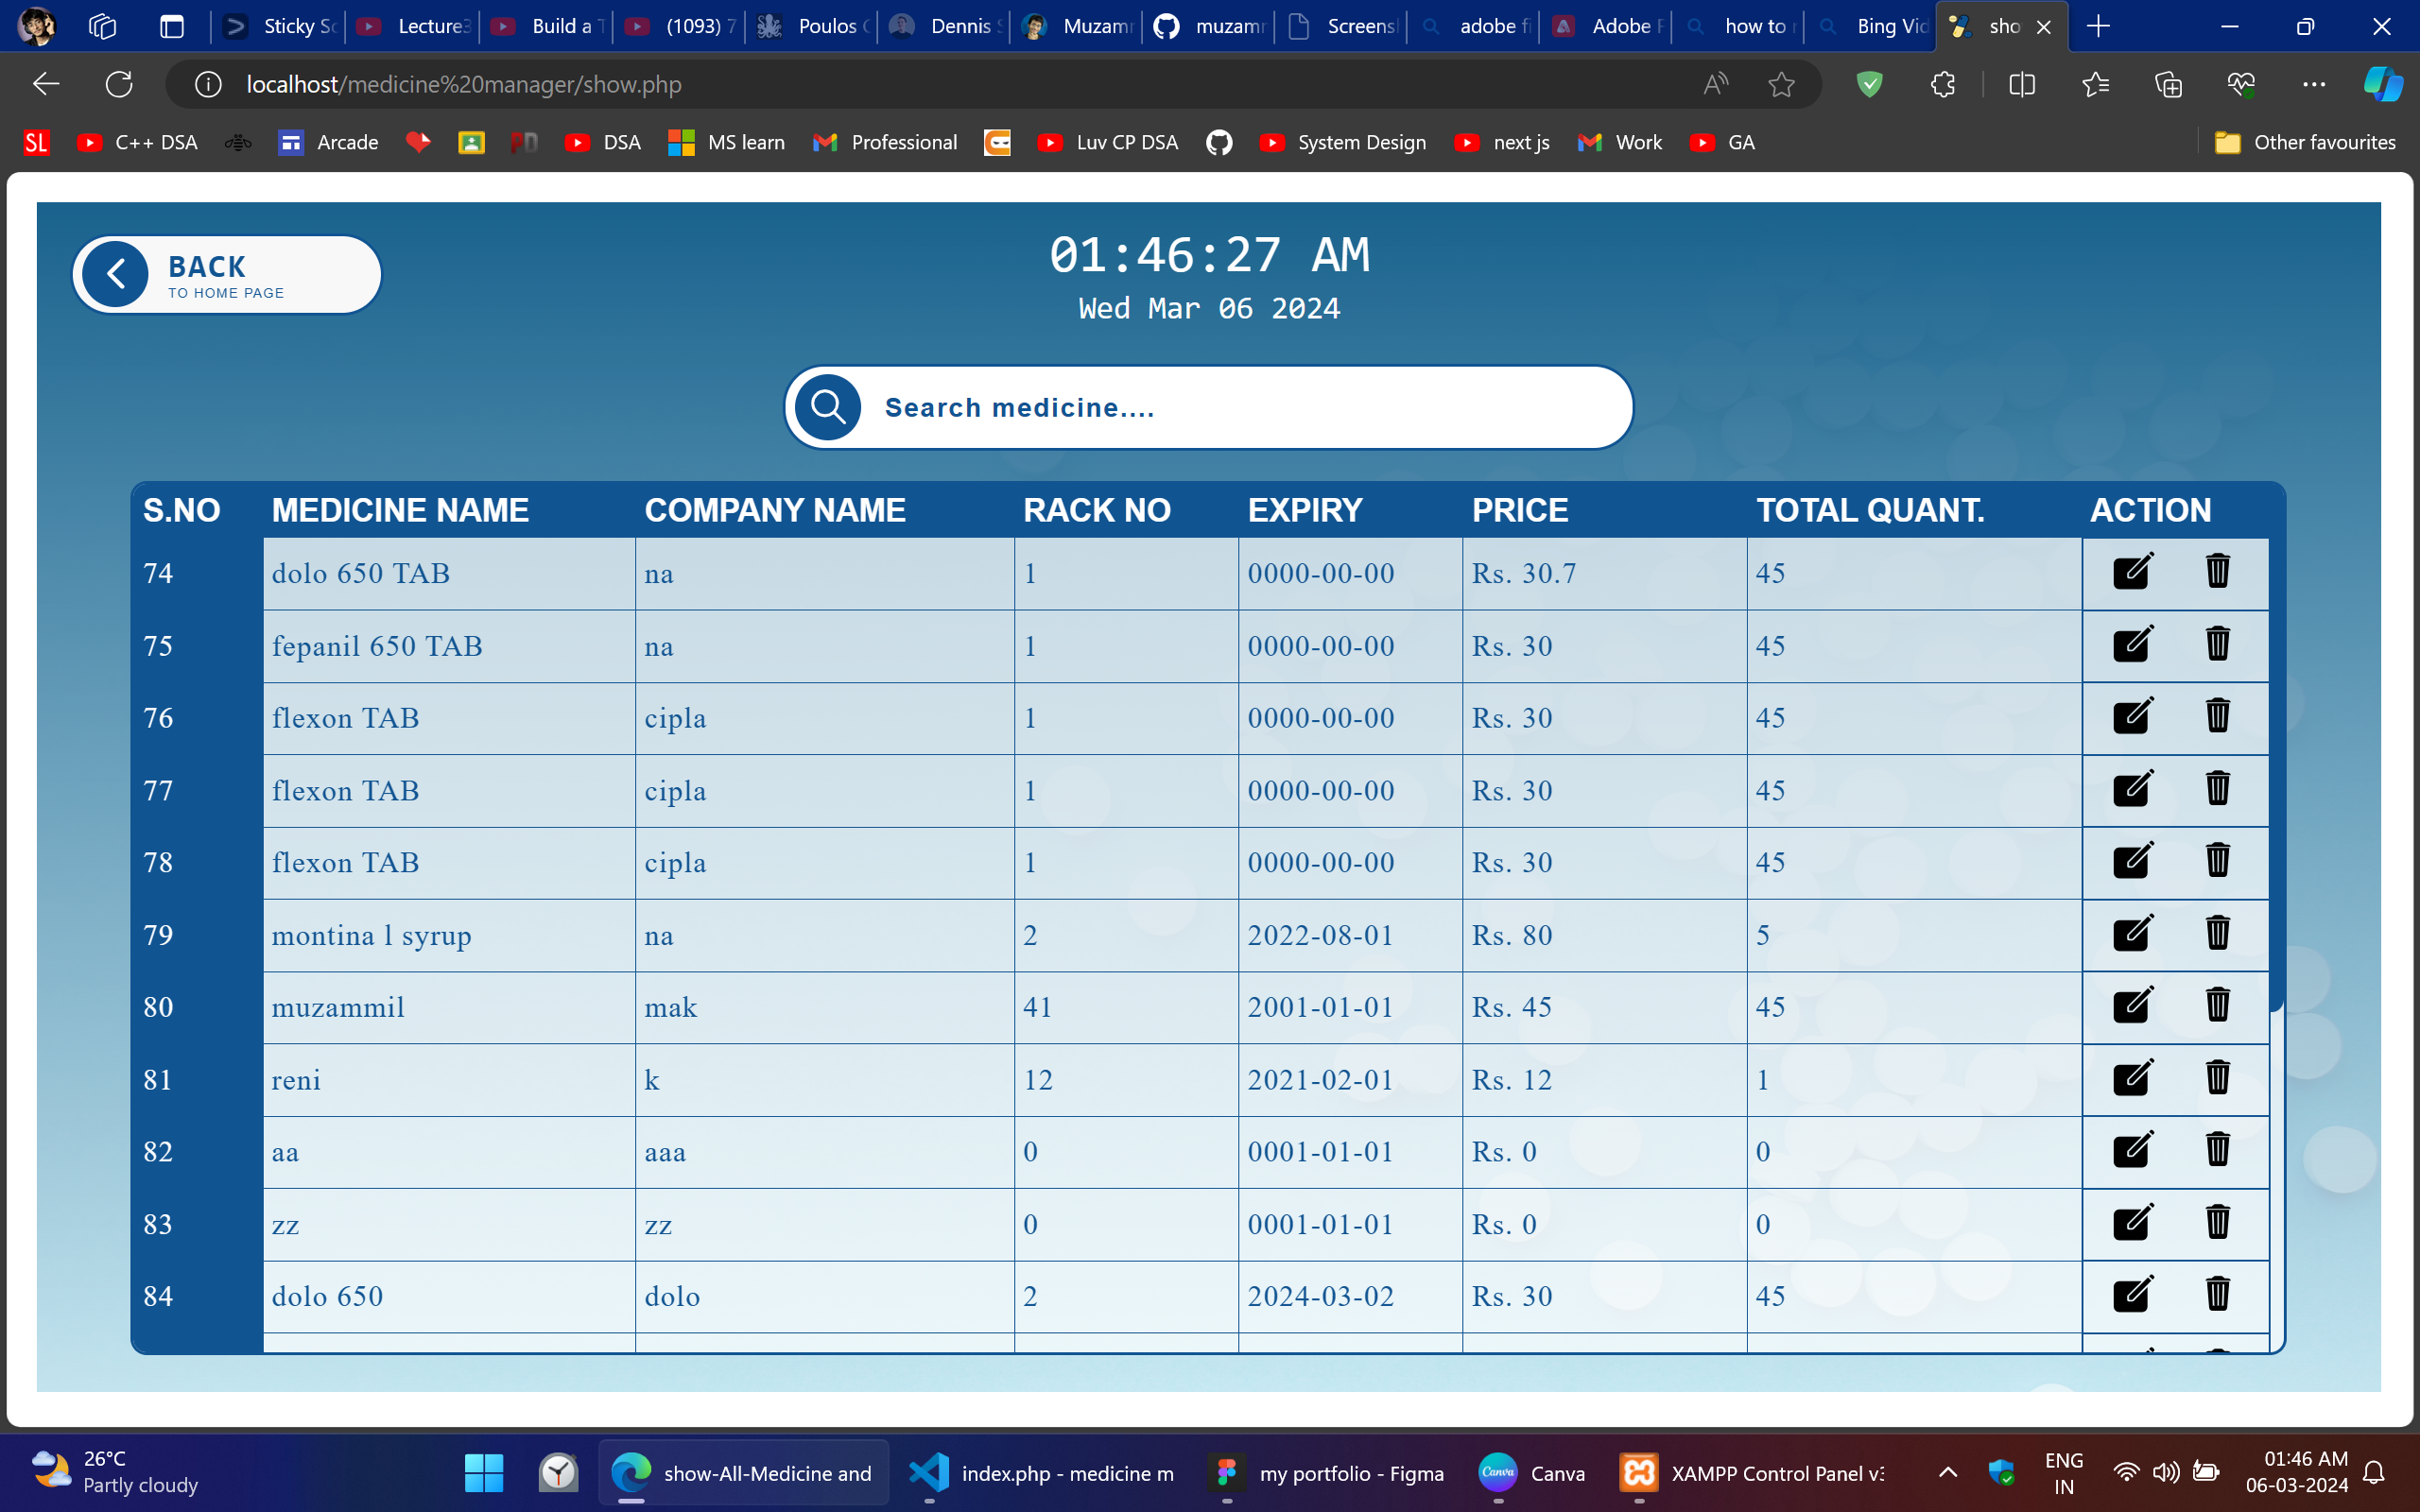 Sticky Sc Lecture3 Build a T (1093) 7 Poulos C Dennis S Muzamm muzamm Screens adobe fi Adobe F how to r Bing Vid sho
localhost/medicine%20manager/show.php
SL C++ DSA Arcade PD DSA MS learn Professional Luv CP DSA System Design next js Work GA Other favourites
BACK
TO HOME PAGE
01:46:27 AM
Wed Mar 06 2024
Search medicine....
S.NO MEDICINE NAME COMPANY NAME RACK NO EXPIRY PRICE TOTAL QUANT. ACTION
74 dolo 650 TAB na 1 0000-00-00 Rs. 30.7 45
75 fepanil 650 TAB na 1 0000-00-00 Rs. 30 45
76 flexon TAB cipla 1 0000-00-00 Rs. 30 45
77 flexon TAB cipla 1 0000-00-00 Rs. 30 45
78 flexon TAB cipla 1 0000-00-00 Rs. 30 45
79 montina l syrup na 2 2022-08-01 Rs. 80 5
80 muzammil mak 41 2001-01-01 Rs. 45 45
81 reni k 12 2021-02-01 Rs. 12 1
82 aa aaa 0 0001-01-01 Rs. 0 0
83 zz zz 0 0001-01-01 Rs. 0 0
84 dolo 650 dolo 2 2024-03-02 Rs. 30 45
26°C
Partly cloudy
show-All-Medicine and index.php - medicine m my portfolio - Figma Canva Canva XAMPP Control Panel v3
ENG
IN
01:46 AM
06-03-2024